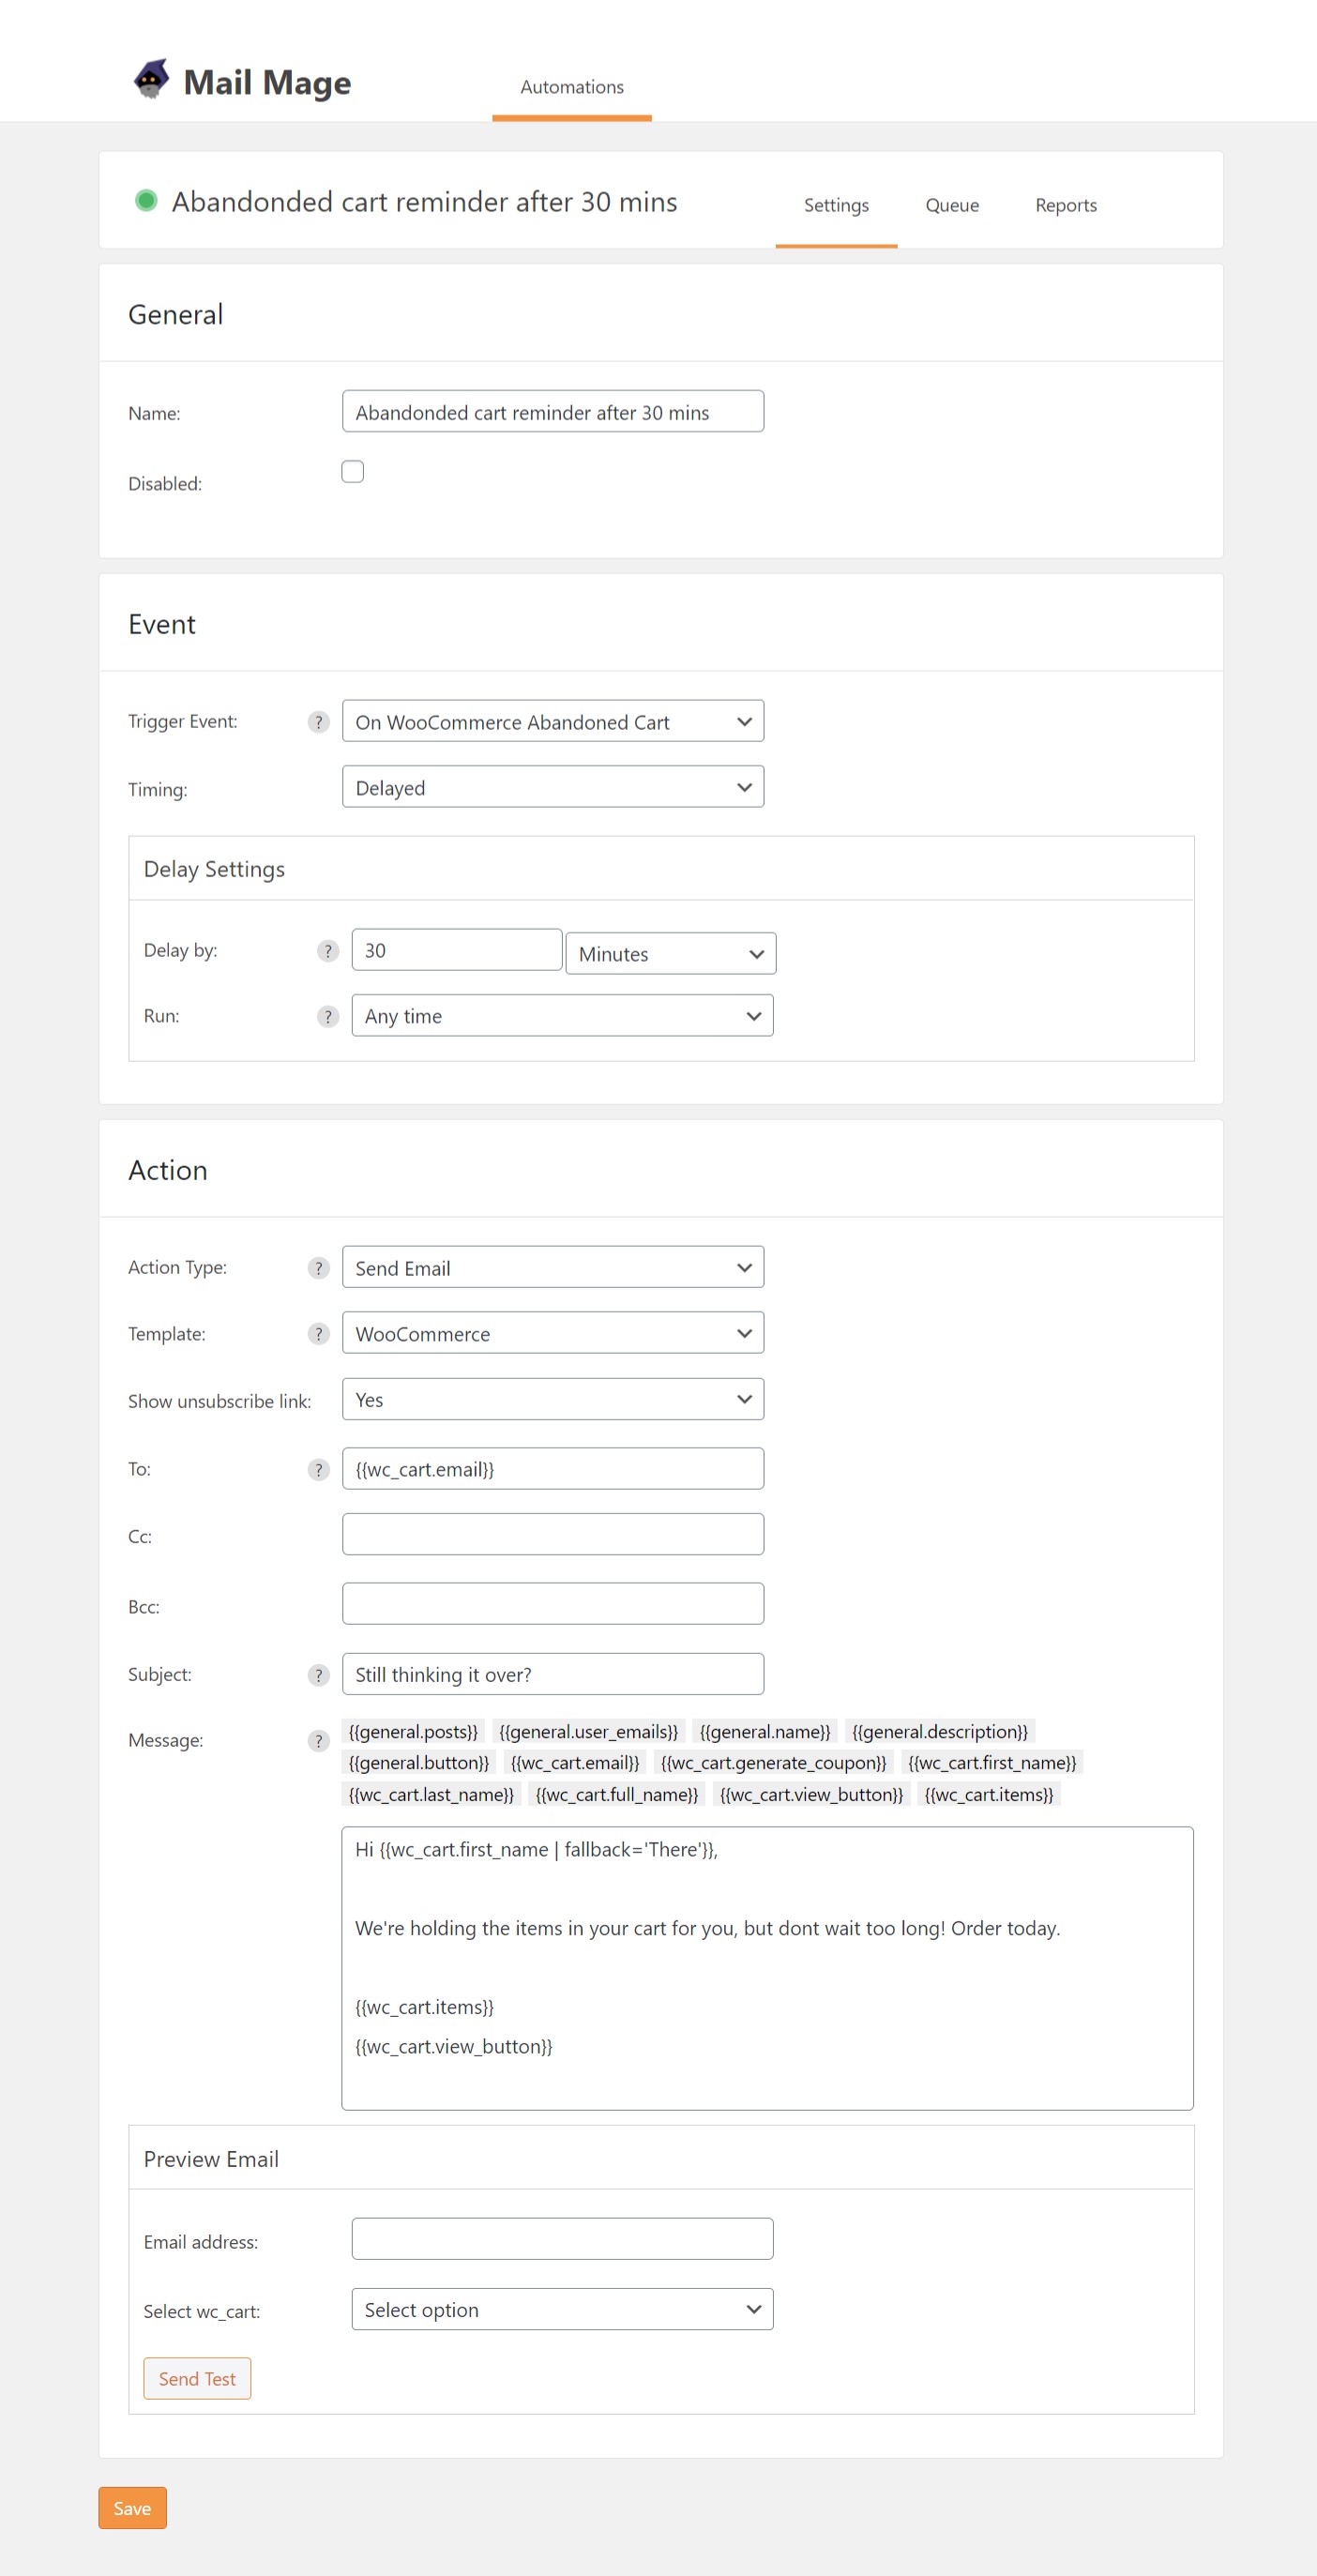 Mail Mage
Automations
Abandonded cart reminder after 30 mins
Settings
Queue
Reports
General
Name:
Abandonded cart reminder after 30 mins
Disabled:
Event
Trigger Event:
?
On WooCommerce Abandoned Cart
Timing:
Delayed
Delay Settings
Delay by:
?
30
Minutes
Run:
?
Any time
Action
Action Type:
?
Send Email
Template:
?
WooCommerce
Show unsubscribe link:
Yes
To:
?
{{wc_cart.email}}
Cc:
Bcc:
Subject:
?
Still thinking it over?
Message:
?
{{general.posts}} {{general.user_emails}} {{general.name}} {{general.description}}
{{general.button}} {{wc_cart.email}} {{wc_cart.generate_coupon}} {{wc_cart.first_name}}
{{wc_cart.last_name}} {{wc_cart.full_name}} {{wc_cart.view_button}} {{wc_cart.items}}
Hi {{wc_cart.first_name | fallback='There'}},
We're holding the items in your cart for you, but dont wait too long! Order today.
{{wc_cart.items}}
{{wc_cart.view_button}}
Preview Email
Email address:
Select wc_cart:
Select option
Send Test
Save